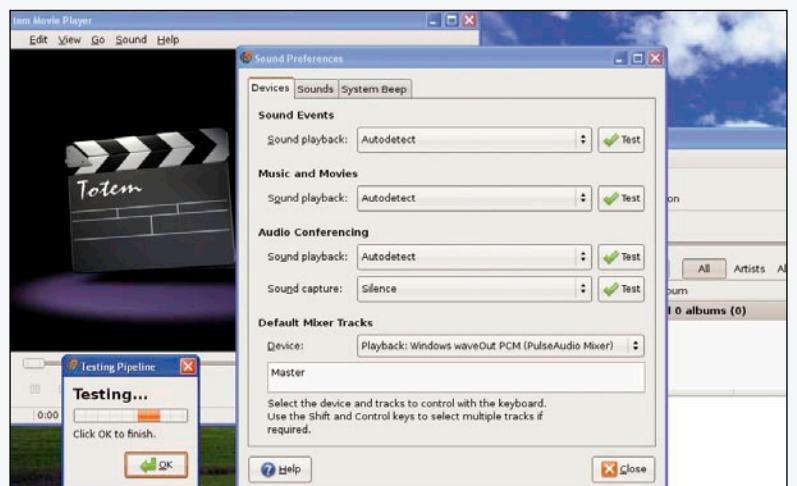 tem Movie Player
Edit View Go Sound Help
Totem
Sound Preferences
Devices Sounds System Beep
Sound Events
Sound playback: Autodetect Test
Music and Movies
Sound playback: Autodetect Test
Audio Conferencing
Sound playback: Autodetect Test
Sound capture: Silence Test
Default Mixer Tracks
Device: Playback: Windows waveOut PCM (PulseAudio Mixer)
Master
Select the device and tracks to control with the keyboard.
Use the Shift and Control keys to select multiple tracks if
required.
Help Close
Testing Pipeline
Testing...
Click OK to finish.
OK
0:00
on
All Artists Al
bum
l 0 albums (0)